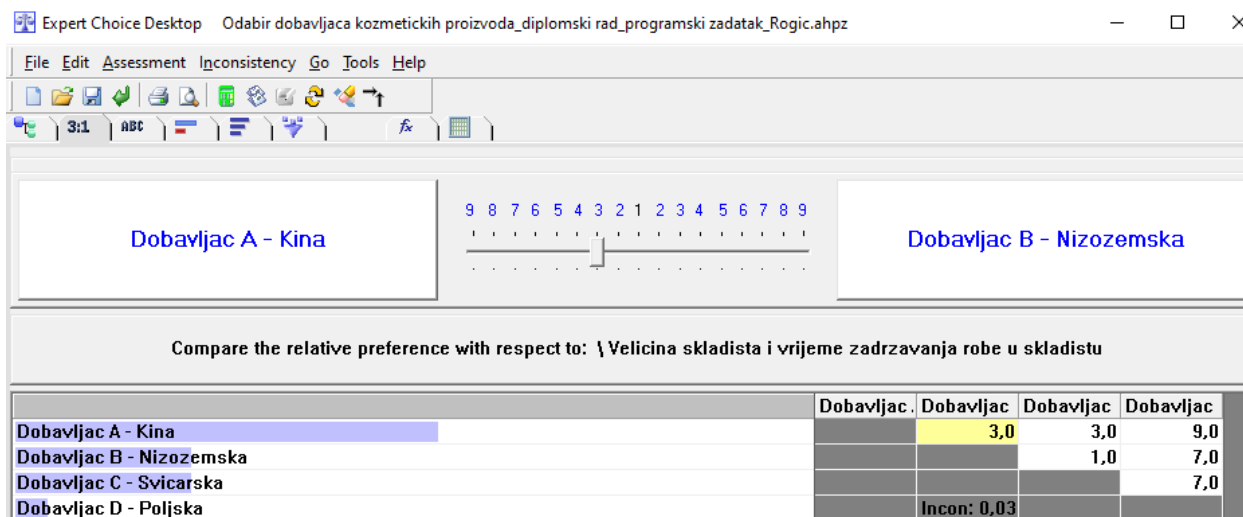 Expert Choice Desktop Odabir dobavljaca kozmetickih proizvoda_diplomski rad_programski zadatak_Rogic.ahpz
File Edit Assessment Inconsistency Go Tools Help
3:1 ABC fx
9 8 7 6 5 4 3 2 1 2 3 4 5 6 7 8 9
Dobavljac A - Kina Dobavljac B - Nizozemska
Compare the relative preference with respect to: \ Velicina skladista i vrijeme zadrzavanja robe u skladistu
Dobavljac . Dobavljac Dobavljac Dobavljac
Dobavljac A - Kina 3,0 3,0 9,0
Dobavljac B - Nizozemska 1,0 7,0
Dobavljac C - Svicarska 7,0
Dobavljac D - Poljska Incon: 0,03